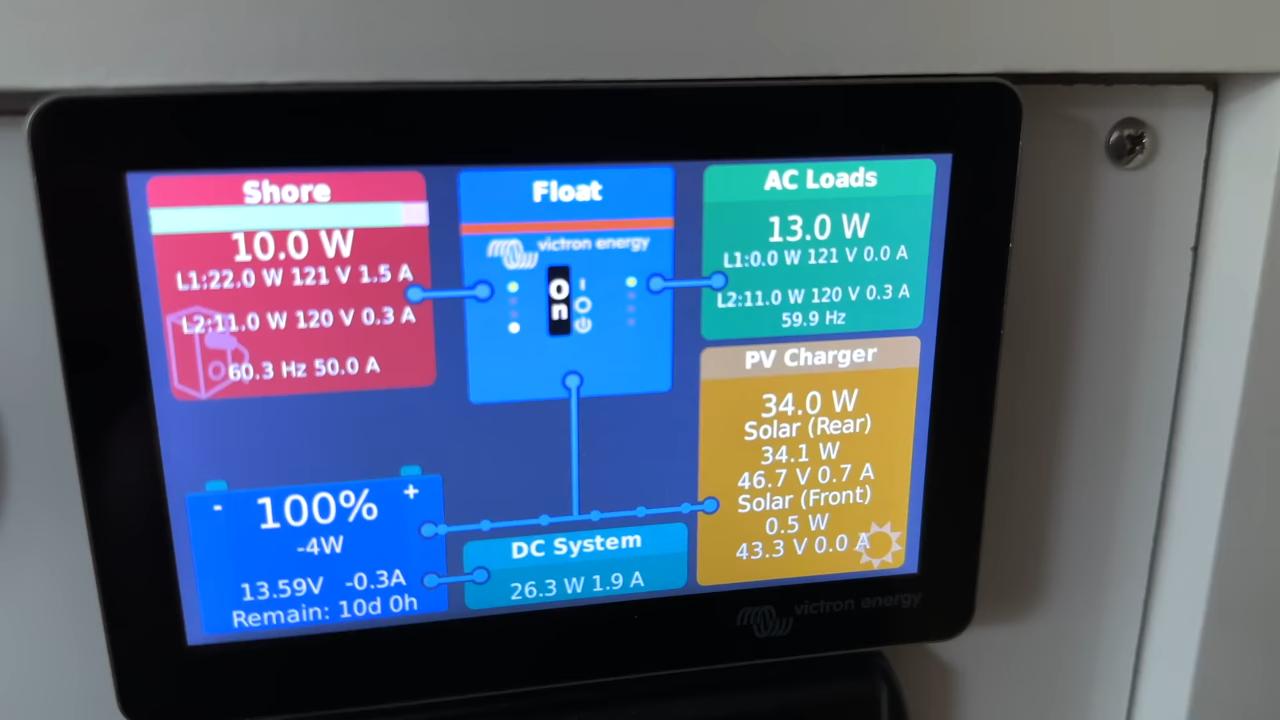 Shore
10.0 W
L1:22.0 W 121 V 1.5 A
L2:11.0 W 120 V 0.3 A
60.3 Hz 50.0 A
Float
victron energy
On
AC Loads
13.0 W
L1:0.0 W 121 V 0.0 A
L2:11.0 W 120 V 0.3 A
59.9 Hz
PV Charger
34.0 W
Solar (Rear)
34.1 W
46.7 V 0.7 A
Solar (Front)
0.5 W
43.3 V 0.0 A
- 100% +
-4W
13.59V -0.3A
Remain: 10d 0h
DC System
26.3 W 1.9 A
victron energy